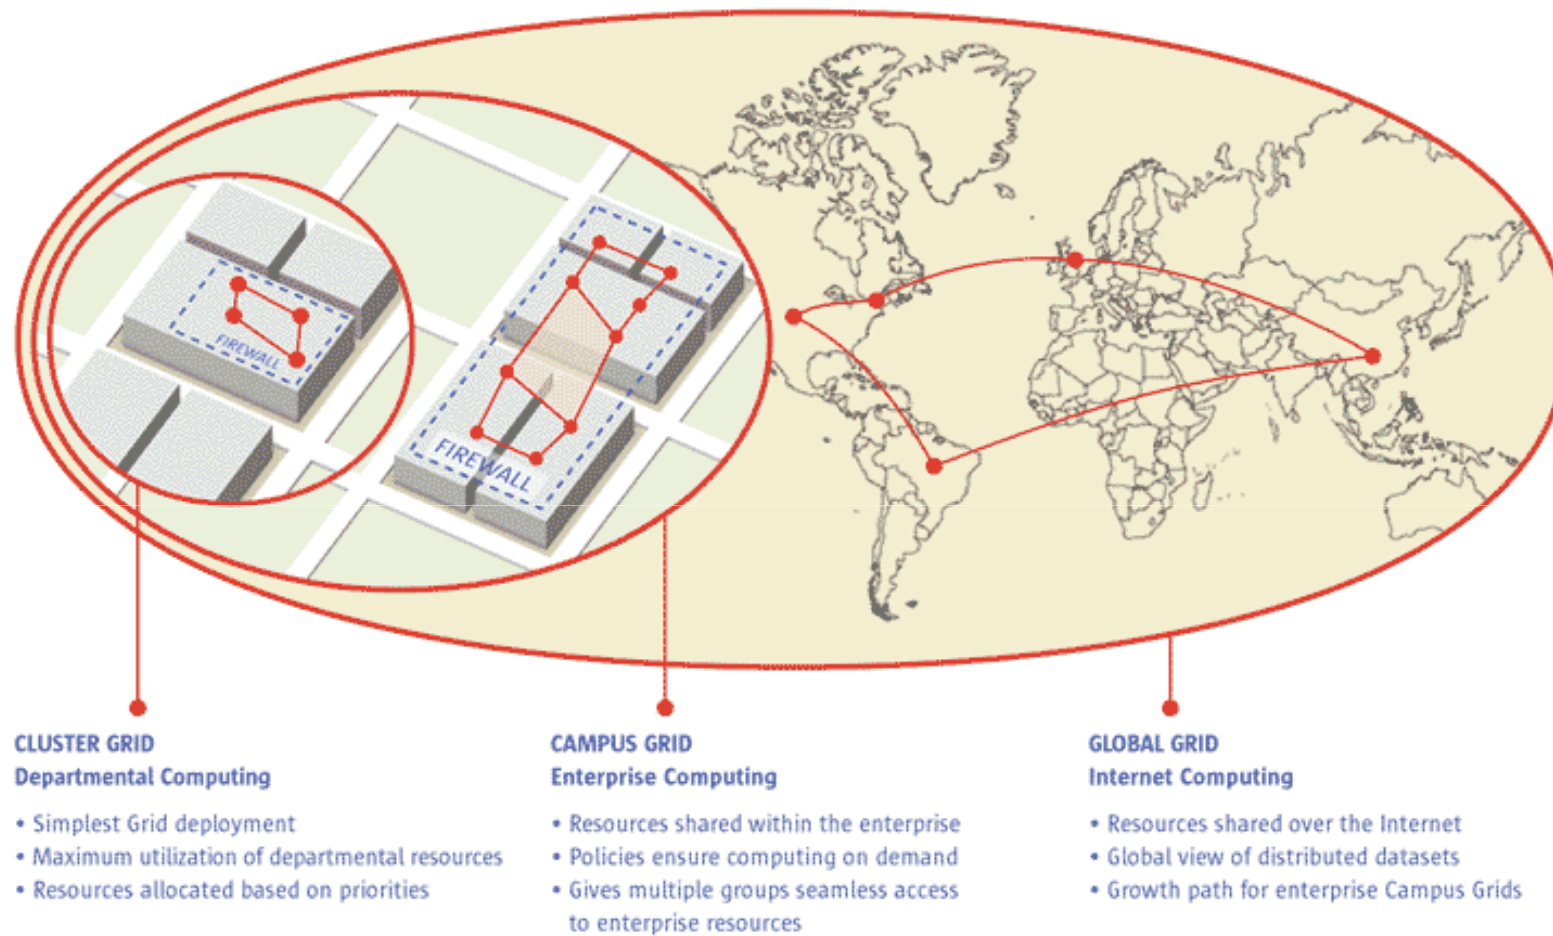 FIREWALL
FIREWALL
CLUSTER GRID
Departmental Computing
• Simplest Grid deployment
• Maximum utilization of departmental resources
• Resources allocated based on priorities
CAMPUS GRID
Enterprise Computing
• Resources shared within the enterprise
• Policies ensure computing on demand
• Gives multiple groups seamless access
to enterprise resources
GLOBAL GRID
Internet Computing
• Resources shared over the Internet
• Global view of distributed datasets
• Growth path for enterprise Campus Grids